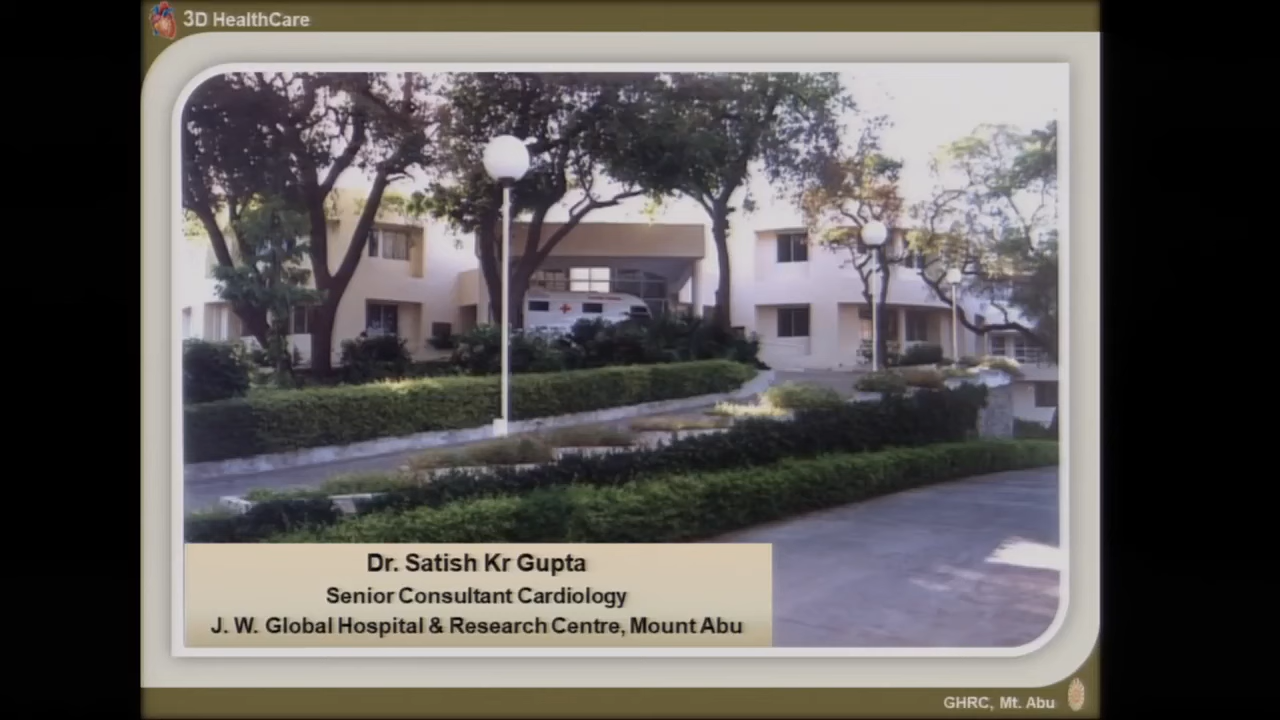 3D HealthCare
Dr. Satish Kr Gupta
Senior Consultant Cardiology
J. W. Global Hospital & Research Centre, Mount Abu
GHRC, Mt. Abu